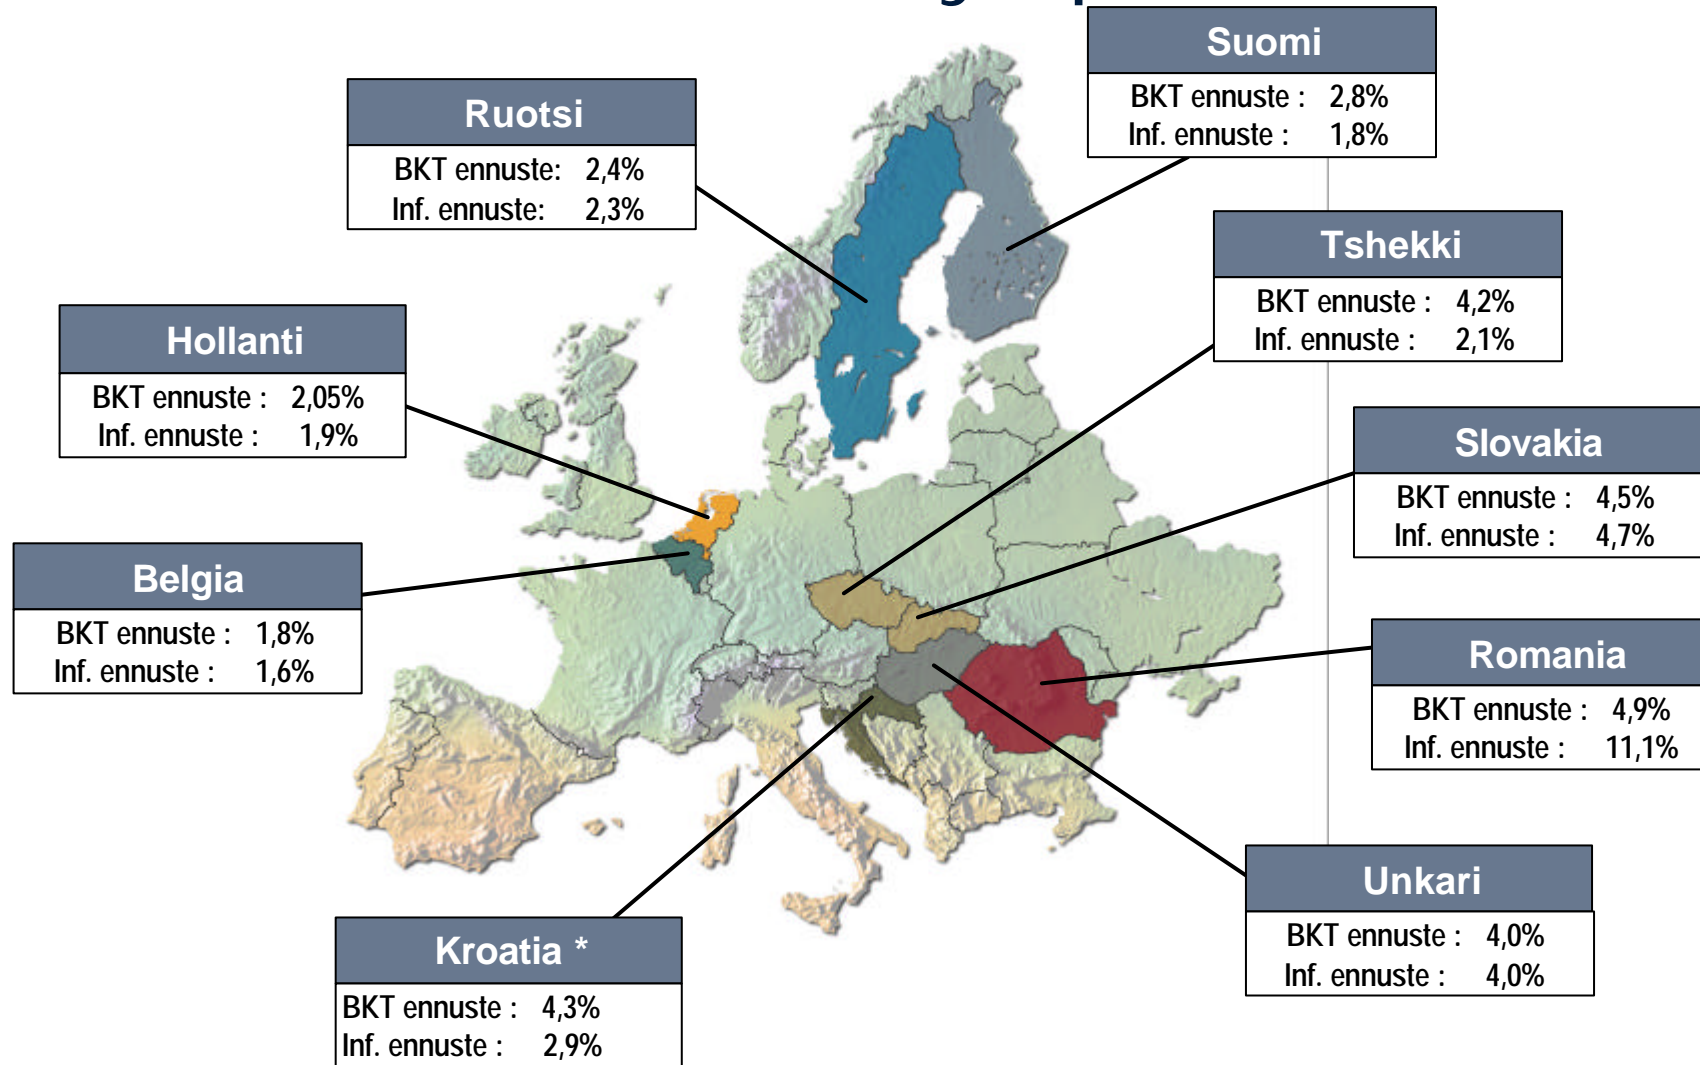 Suomi
BKT ennuste : 2,8%
Inf. ennuste : 1,8%
Ruotsi
BKT ennuste: 2,4%
Inf. ennuste: 2,3%
Tshekki
BKT ennuste : 4,2%
Inf. ennuste : 2,1%
Hollanti
BKT ennuste : 2,05%
Inf. ennuste : 1,9%
Slovakia
BKT ennuste : 4,5%
Inf. ennuste : 4,7%
Belgia
BKT ennuste : 1,8%
Inf. ennuste : 1,6%
Romania
BKT ennuste : 4,9%
Inf. ennuste : 11,1%
Unkari
BKT ennuste : 4,0%
Inf. ennuste : 4,0%
Kroatia *
BKT ennuste : 4,3%
Inf. ennuste : 2,9%